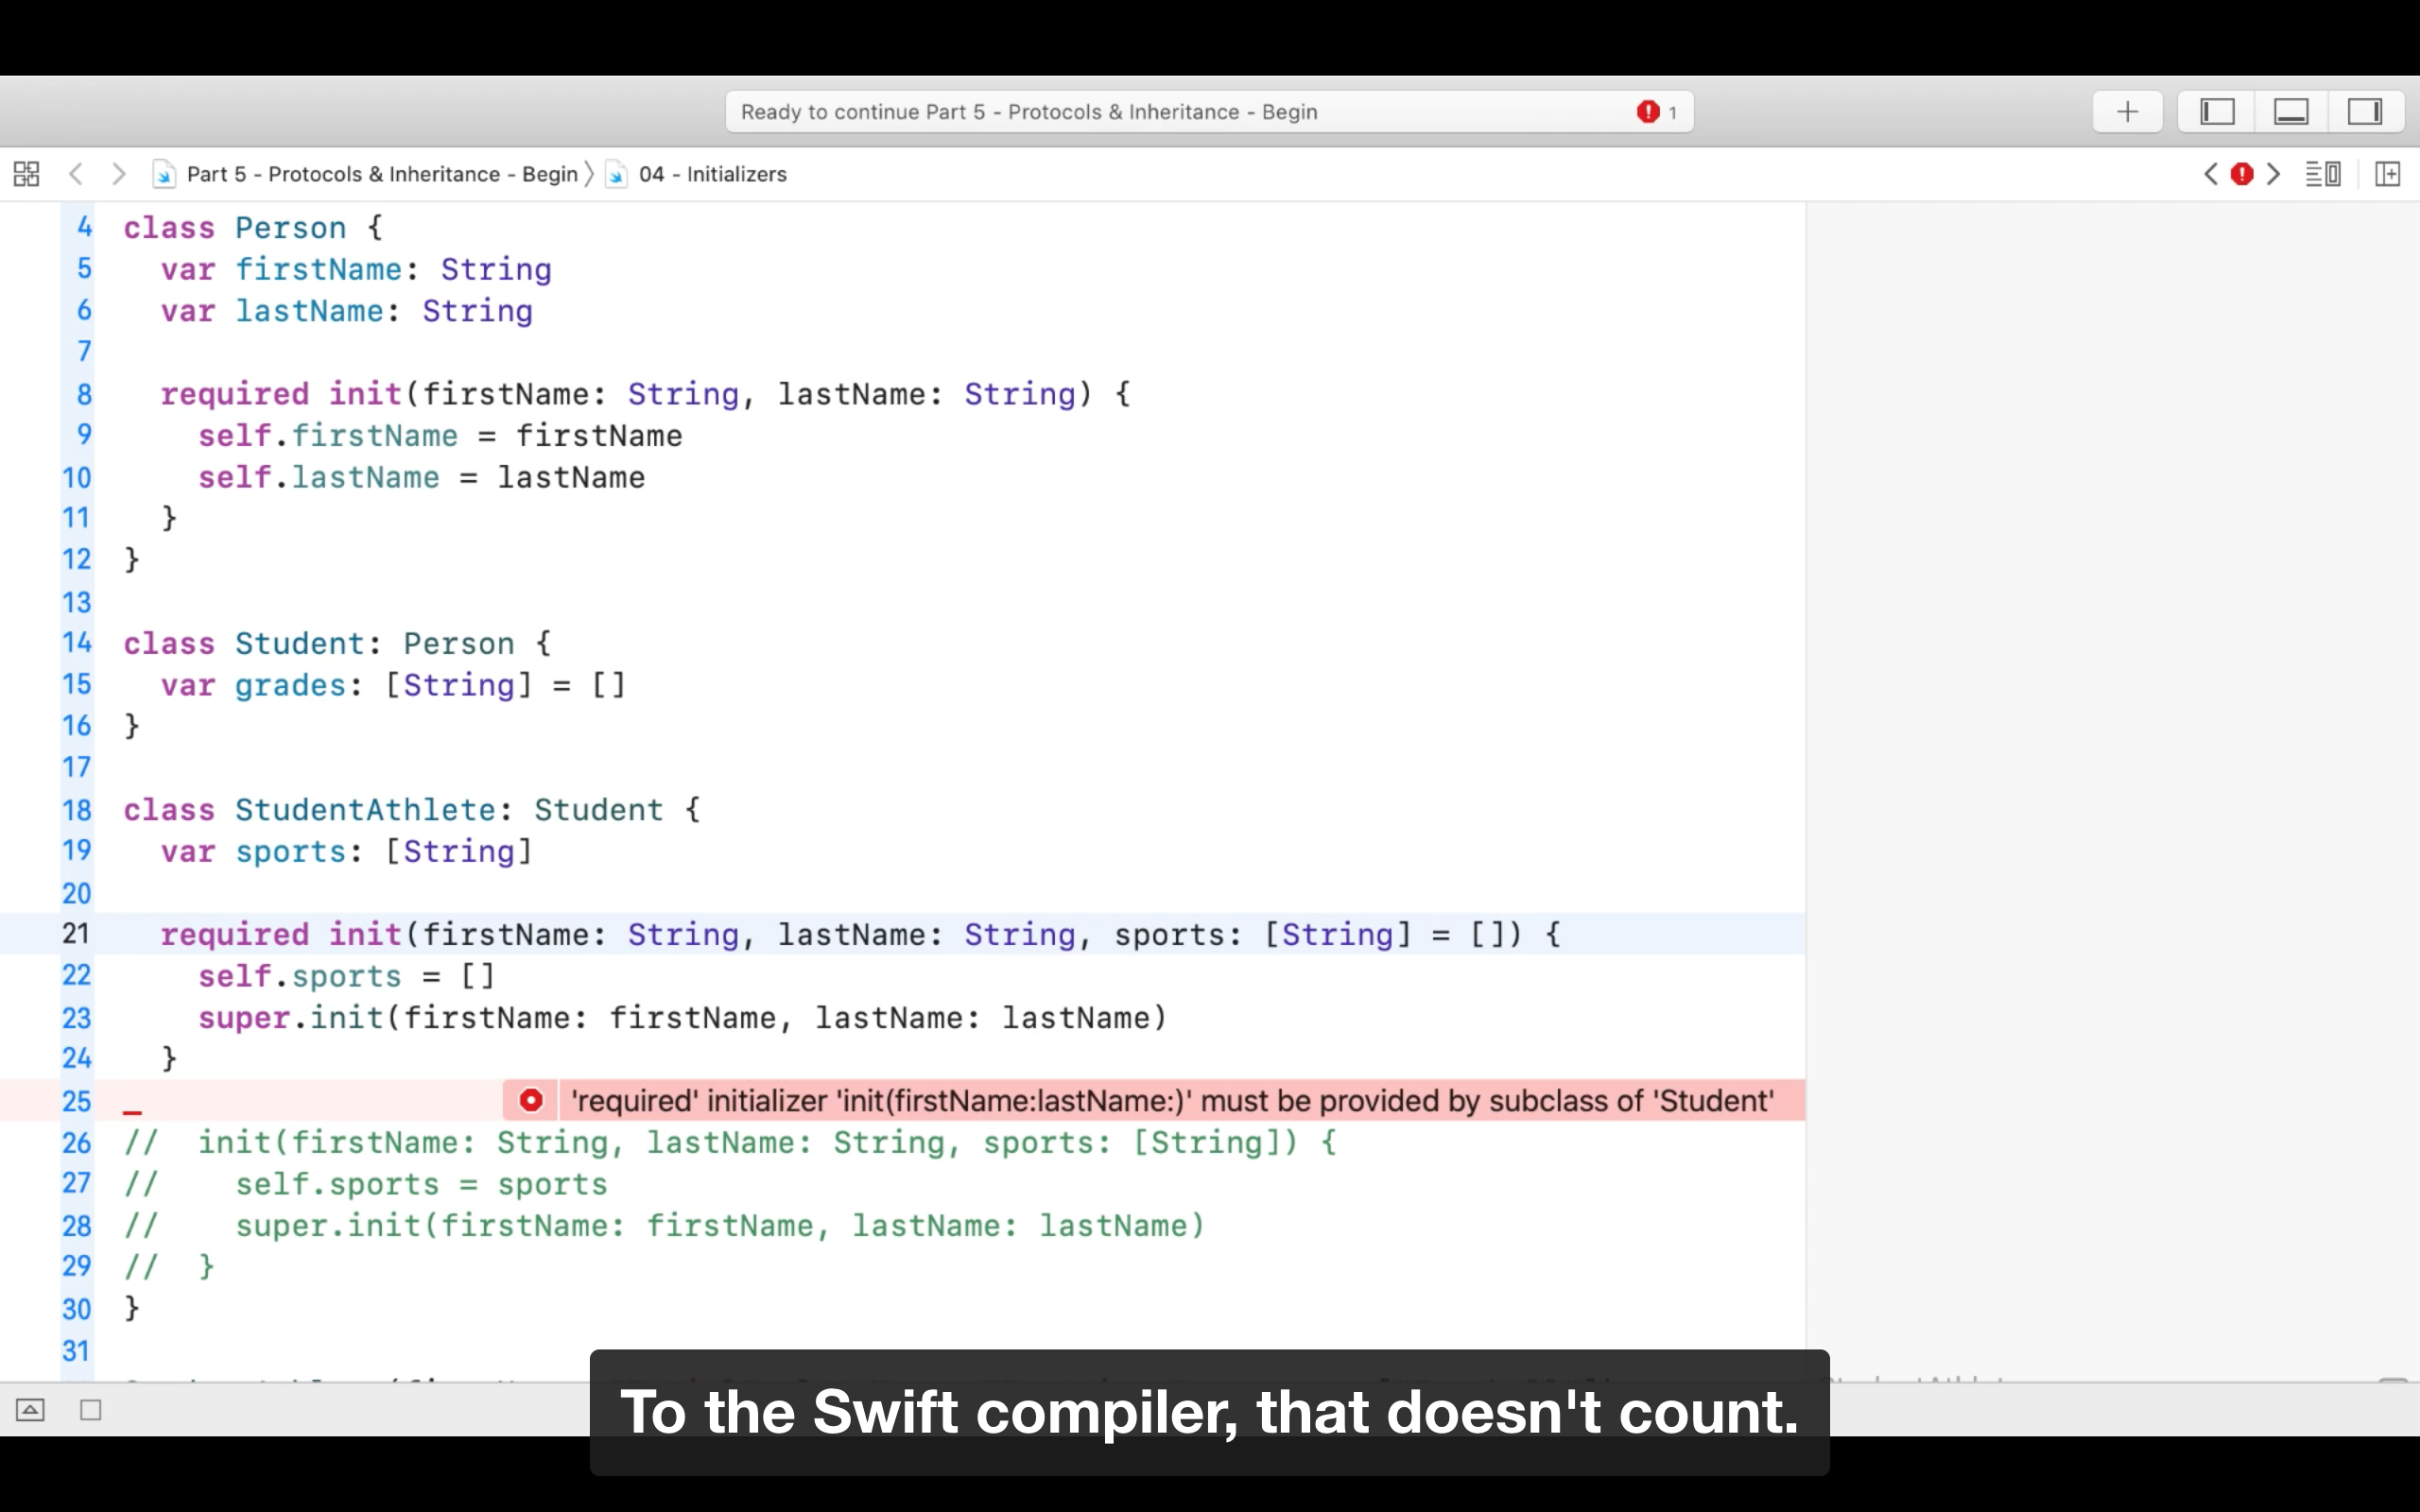 Ready to continue Part 5 - Protocols & Inheritance - Begin 1
Part 5 - Protocols & Inheritance - Begin 04 - Initializers
4 class Person {
5 var firstName: String
6 var lastName: String
7
8 required init(firstName: String, lastName: String) {
9 self.firstName = firstName
10 self.lastName = lastName
11 }
12 }
13
14 class Student: Person {
15 var grades: [String] = []
16 }
17
18 class StudentAthlete: Student {
19 var sports: [String]
20
21 required init(firstName: String, lastName: String, sports: [String] = []) {
22 self.sports = []
23 super.init(firstName: firstName, lastName: lastName)
24 }
25 'required' initializer 'init(firstName:lastName:)' must be provided by subclass of 'Student'
26 // init(firstName: String, lastName: String, sports: [String]) {
27 // self.sports = sports
28 // super.init(firstName: firstName, lastName: lastName)
29 // }
30 }
31
To the Swift compiler, that doesn't count.